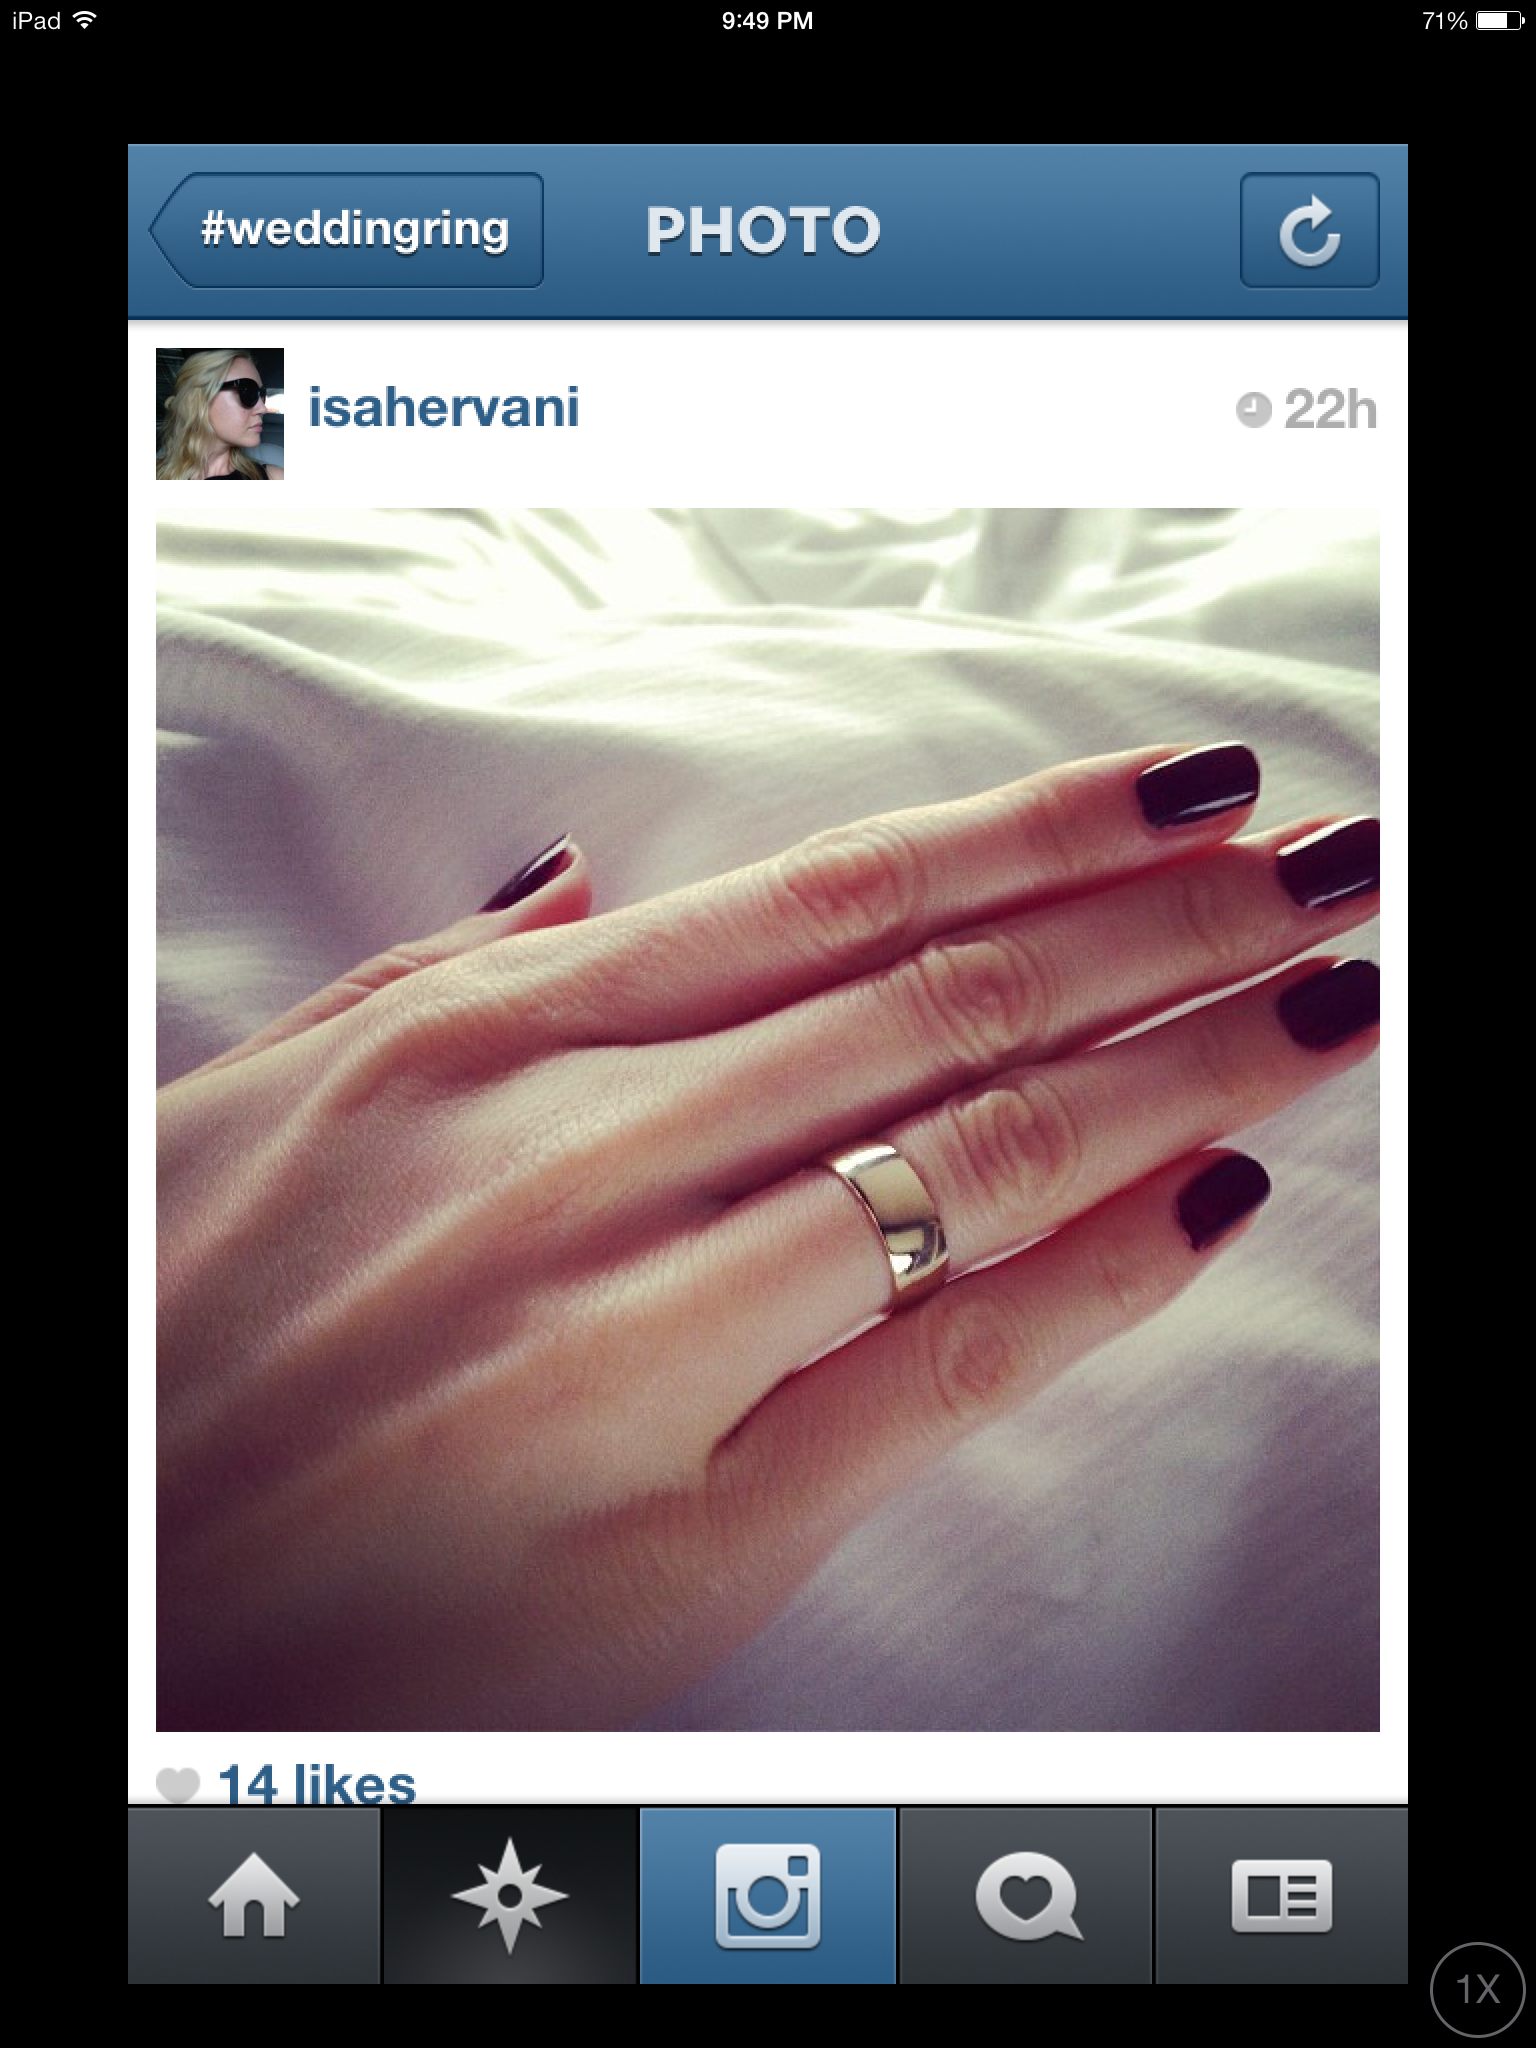 iPad 9:49 PM 71%
#weddingring PHOTO
isahervani 22h
14 likes
1X